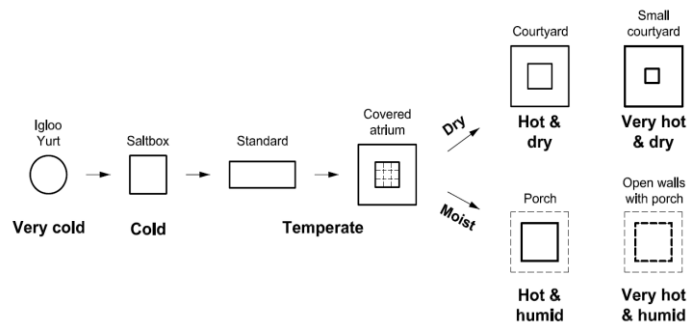 Courtyard
Small
courtyard
Hot &
dry
Very hot
& dry
Igloo
Yurt
Saltbox
Standard
Covered
atrium
Dry
Very cold
Cold
Temperate
Moist
Porch
Open walls
with porch
Hot &
humid
Very hot
& humid